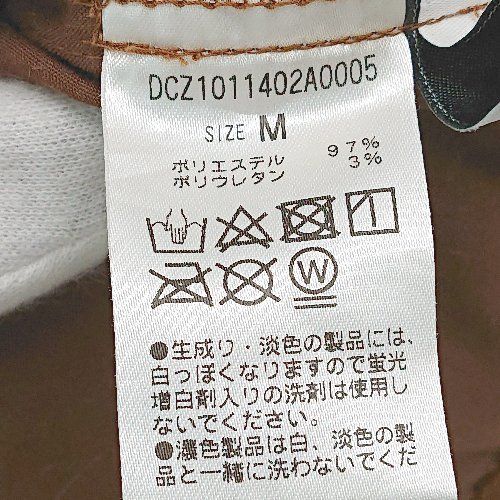 DCZ1011402A0005
SIZE M
ポリエステル 97%
ポリウレタン 3%
W
●生成り・淡色の製品には、
白っぽくなりますので蛍光
増白剤入りの洗剤は使用し
ないでください。
●濃色製品は白、淡色の製
品と一緒に洗わないでくだ